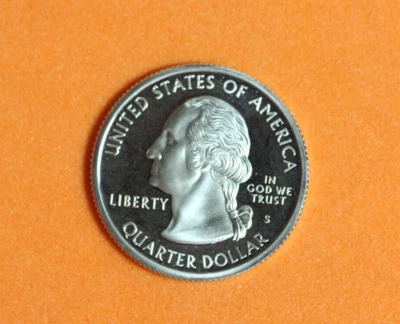 UNITED STATES OF AMERICA
LIBERTY
IN
GOD WE
TRUST
S
QUARTER DOLLAR